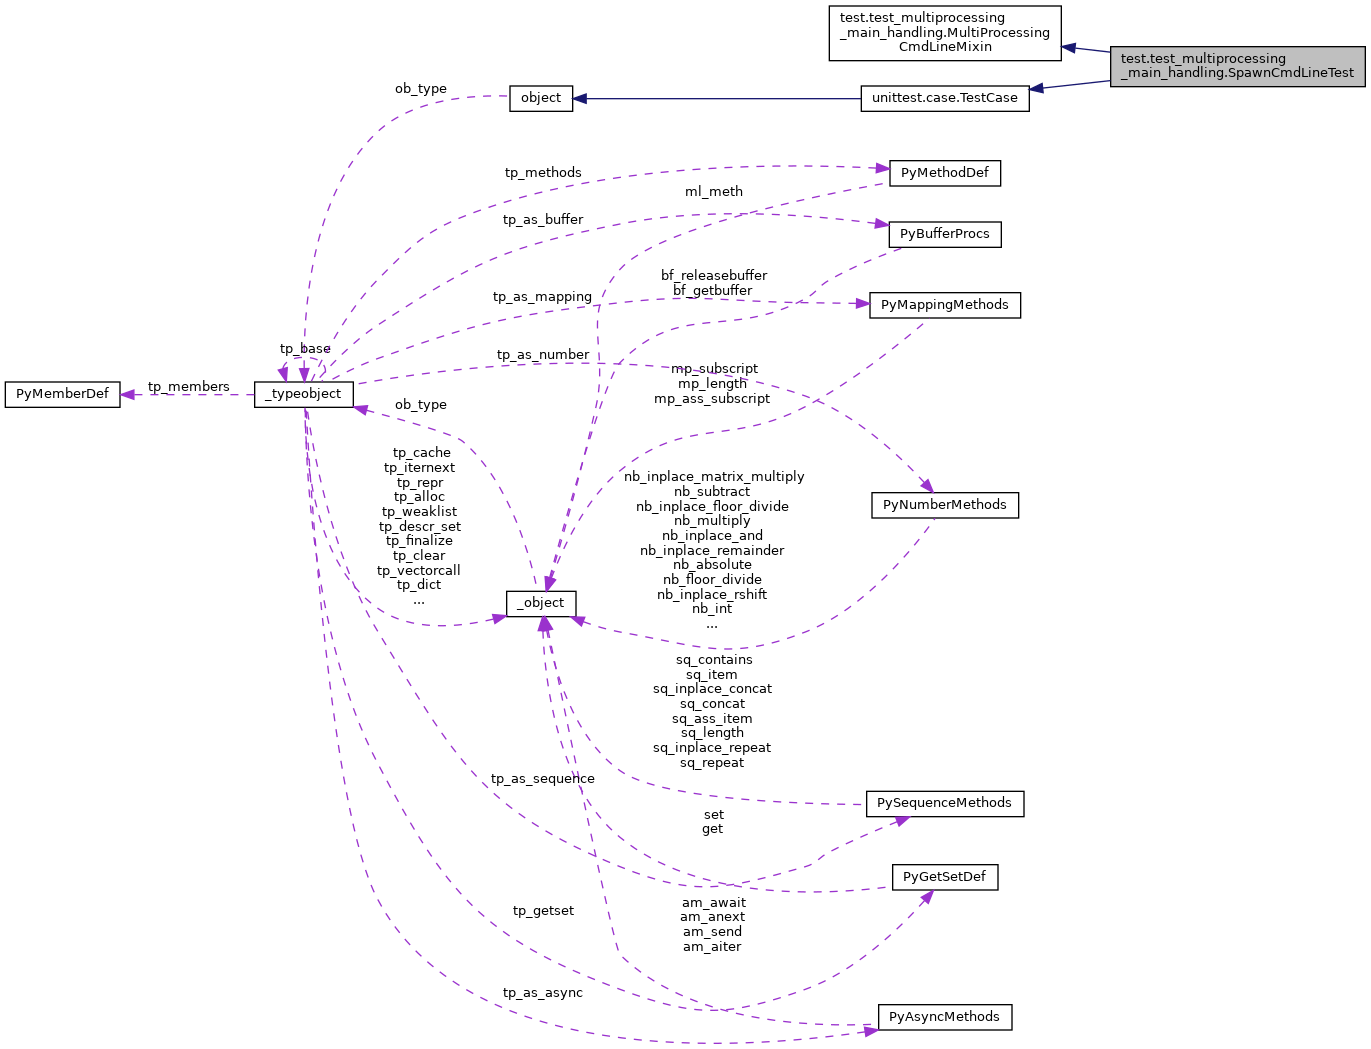 test.test_multiprocessing
_main_handling.MultiProcessing
CmdLineMixin
test.test_multiprocessing
_main_handling.SpawnCmdLineTest
ob_type
object
unittest.case.TestCase
tp_methods
PyMethodDef
ml_meth
tp_as_buffer
PyBufferProcs
bf_releasebuffer
bf_getbuffer
tp_as_mapping
PyMappingMethods
tp_base
tp_as_number
mp_subscript
mp_length
mp_ass_subscript
PyMemberDef
tp_members
_typeobject
ob_type
tp_cache
tp_iternext
tp_repr
tp_alloc
tp_weaklist
tp_descr_set
tp_finalize
tp_clear
tp_vectorcall
tp_dict
...
nb_inplace_matrix_multiply
nb_subtract
nb_inplace_floor_divide
nb_multiply
nb_inplace_and
nb_inplace_remainder
nb_absolute
nb_floor_divide
nb_inplace_rshift
nb_int
...
PyNumberMethods
_object
sq_contains
sq_item
sq_inplace_concat
sq_concat
sq_ass_item
sq_length
sq_inplace_repeat
sq_repeat
tp_as_sequence
PySequenceMethods
set
get
PyGetSetDef
tp_getset
am_await
am_anext
am_send
am_aiter
tp_as_async
PyAsyncMethods